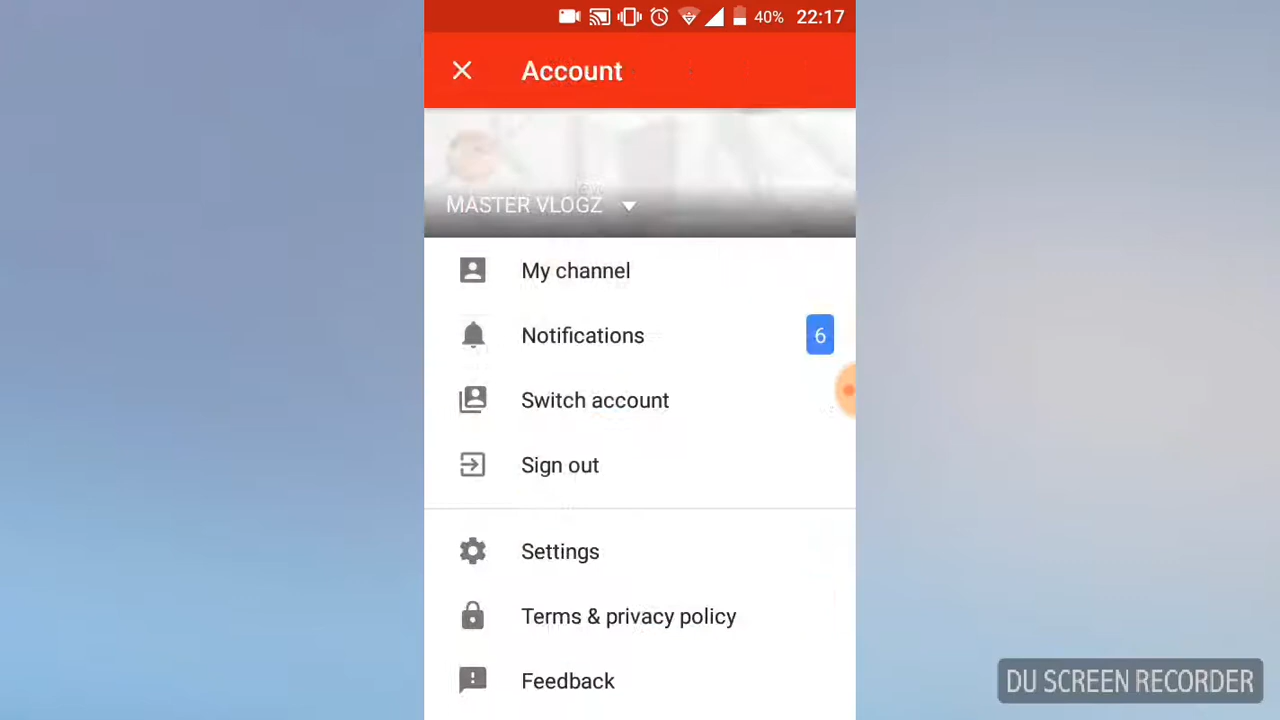 40% 22:17
Account
MASTER VLOGZ
My channel
Notifications 6
Switch account
Sign out
Settings
Terms & privacy policy
Feedback
DU SCREEN RECORDER